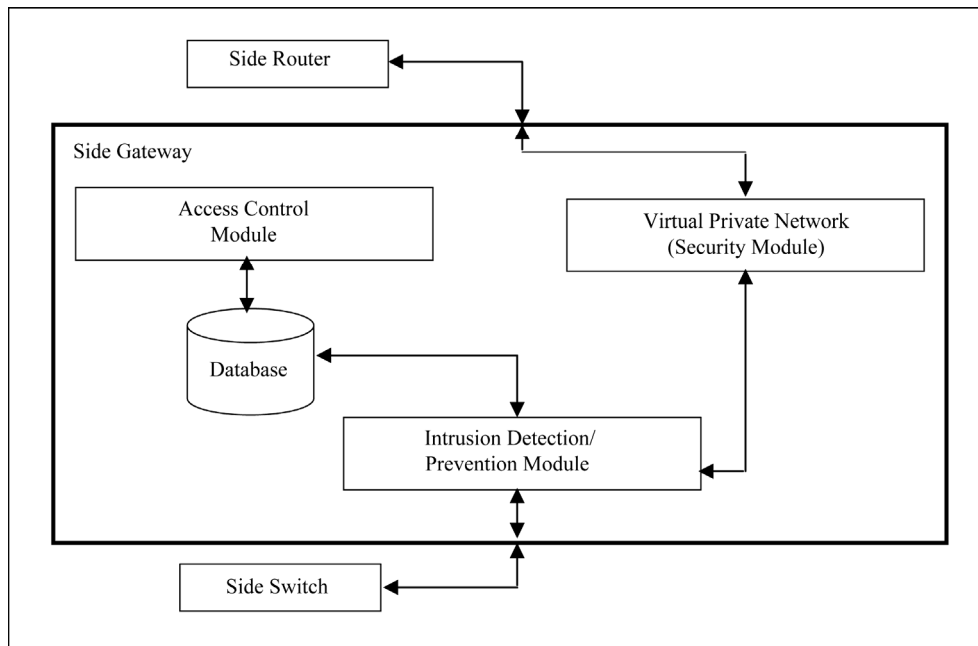 Side Router
Side Gateway
Access Control
Module
Virtual Private Network
(Security Module)
Database
Intrusion Detection/
Prevention Module
Side Switch